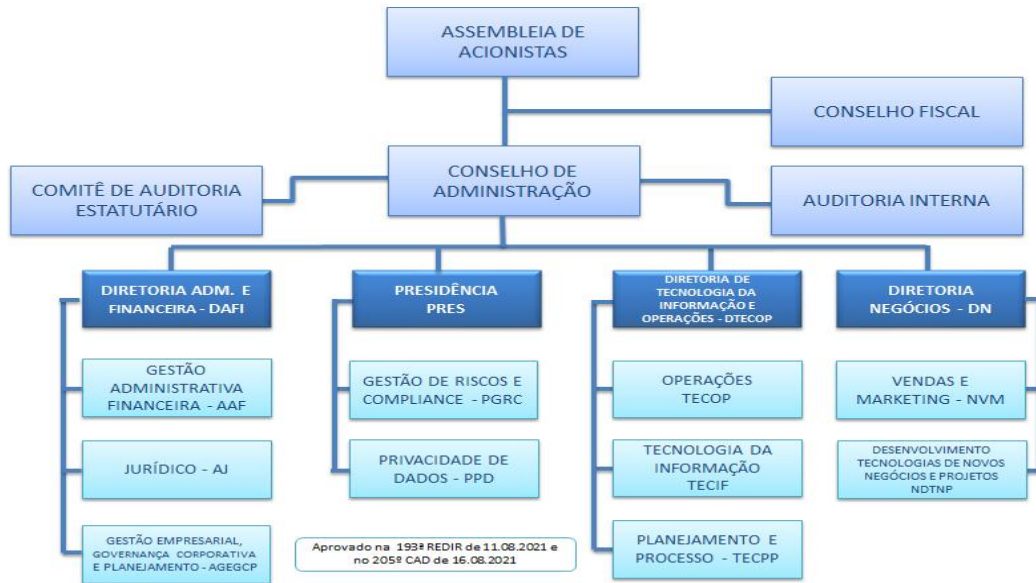 ASSEMBLEIA DE
ACIONISTAS
CONSELHO FISCAL
CONSELHO DE
ADMINISTRAÇÃO
COMITÊ DE AUDITORIA
ESTATUTÁRIO
AUDITORIA INTERNA
DIRETORIA ADM. E
FINANCEIRA - DAFI
PRESIDÊNCIA
PRES
DIRETORIA DE
TECNOLOGIA DA
INFORMAÇÃO E
OPERAÇÕES - DTECOP
DIRETORIA
NEGÓCIOS - DN
GESTÃO
ADMINISTRATIVA
FINANCEIRA - AAF
GESTÃO DE RISCOS E
COMPLIANCE - PGRC
OPERAÇÕES
TECOP
VENDAS E
MARKETING - NVM
JURÍDICO - AJ
PRIVACIDADE DE
DADOS - PPD
TECNOLOGIA DA
INFORMAÇÃO
TECIF
DESENVOLVIMENTO
TECNOLOGIAS DE NOVOS
NEGÓCIOS E PROJETOS
NDTNP
GESTÃO EMPRESARIAL,
GOVERNANÇA CORPORATIVA
E PLANEJAMENTO - AGEGCP
Aprovado na 193ª REDIR de 11.08.2021 e
no 205º CAD de 16.08.2021
PLANEJAMENTO E
PROCESSO - TECPP